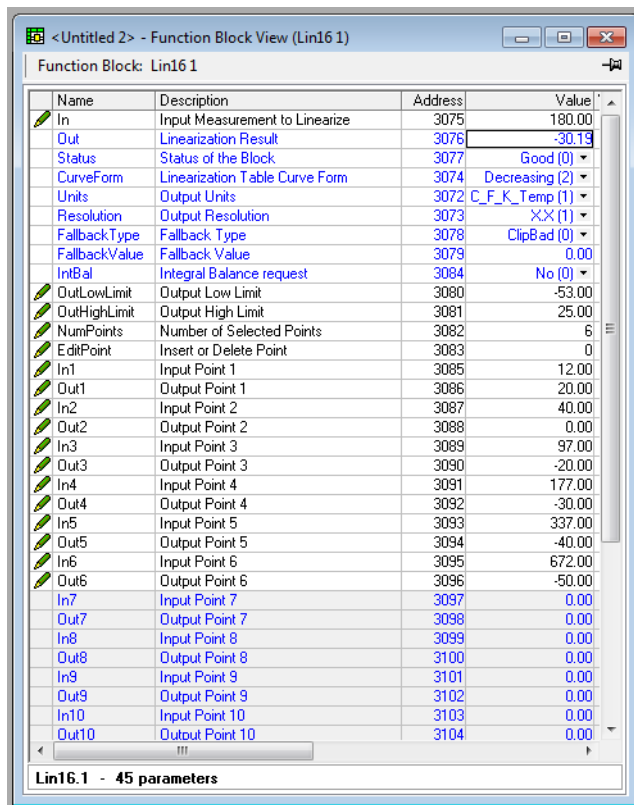 <Untitled 2> - Function Block View (Lin16 1)
Function Block: Lin16 1
Name Description Address Value
In Input Measurement to Linearize 3075 180.00
Out Linearization Result 3076 -30.19
Status Status of the Block 3077 Good (0)
CurveForm Linearization Table Curve Form 3074 Decreasing (2)
Units Output Units 3072 C_F_K_Temp (1)
Resolution Output Resolution 3073 X.X (1)
FallbackType Fallback Type 3078 ClipBad (0)
FallbackValue Fallback Value 3079 0.00
IntBal Integral Balance request 3084 No (0)
OutLowLimit Output Low Limit 3080 -53.00
OutHighLimit Output High Limit 3081 25.00
NumPoints Number of Selected Points 3082 6
EditPoint Insert or Delete Point 3083 0
In1 Input Point 1 3085 12.00
Out1 Output Point 1 3086 20.00
In2 Input Point 2 3087 40.00
Out2 Output Point 2 3088 0.00
In3 Input Point 3 3089 97.00
Out3 Output Point 3 3090 -20.00
In4 Input Point 4 3091 177.00
Out4 Output Point 4 3092 -30.00
In5 Input Point 5 3093 337.00
Out5 Output Point 5 3094 -40.00
In6 Input Point 6 3095 672.00
Out6 Output Point 6 3096 -50.00
In7 Input Point 7 3097 0.00
Out7 Output Point 7 3098 0.00
In8 Input Point 8 3099 0.00
Out8 Output Point 8 3100 0.00
In9 Input Point 9 3101 0.00
Out9 Output Point 9 3102 0.00
In10 Input Point 10 3103 0.00
Out10 Output Point 10 3104 0.00
Lin16.1 - 45 parameters